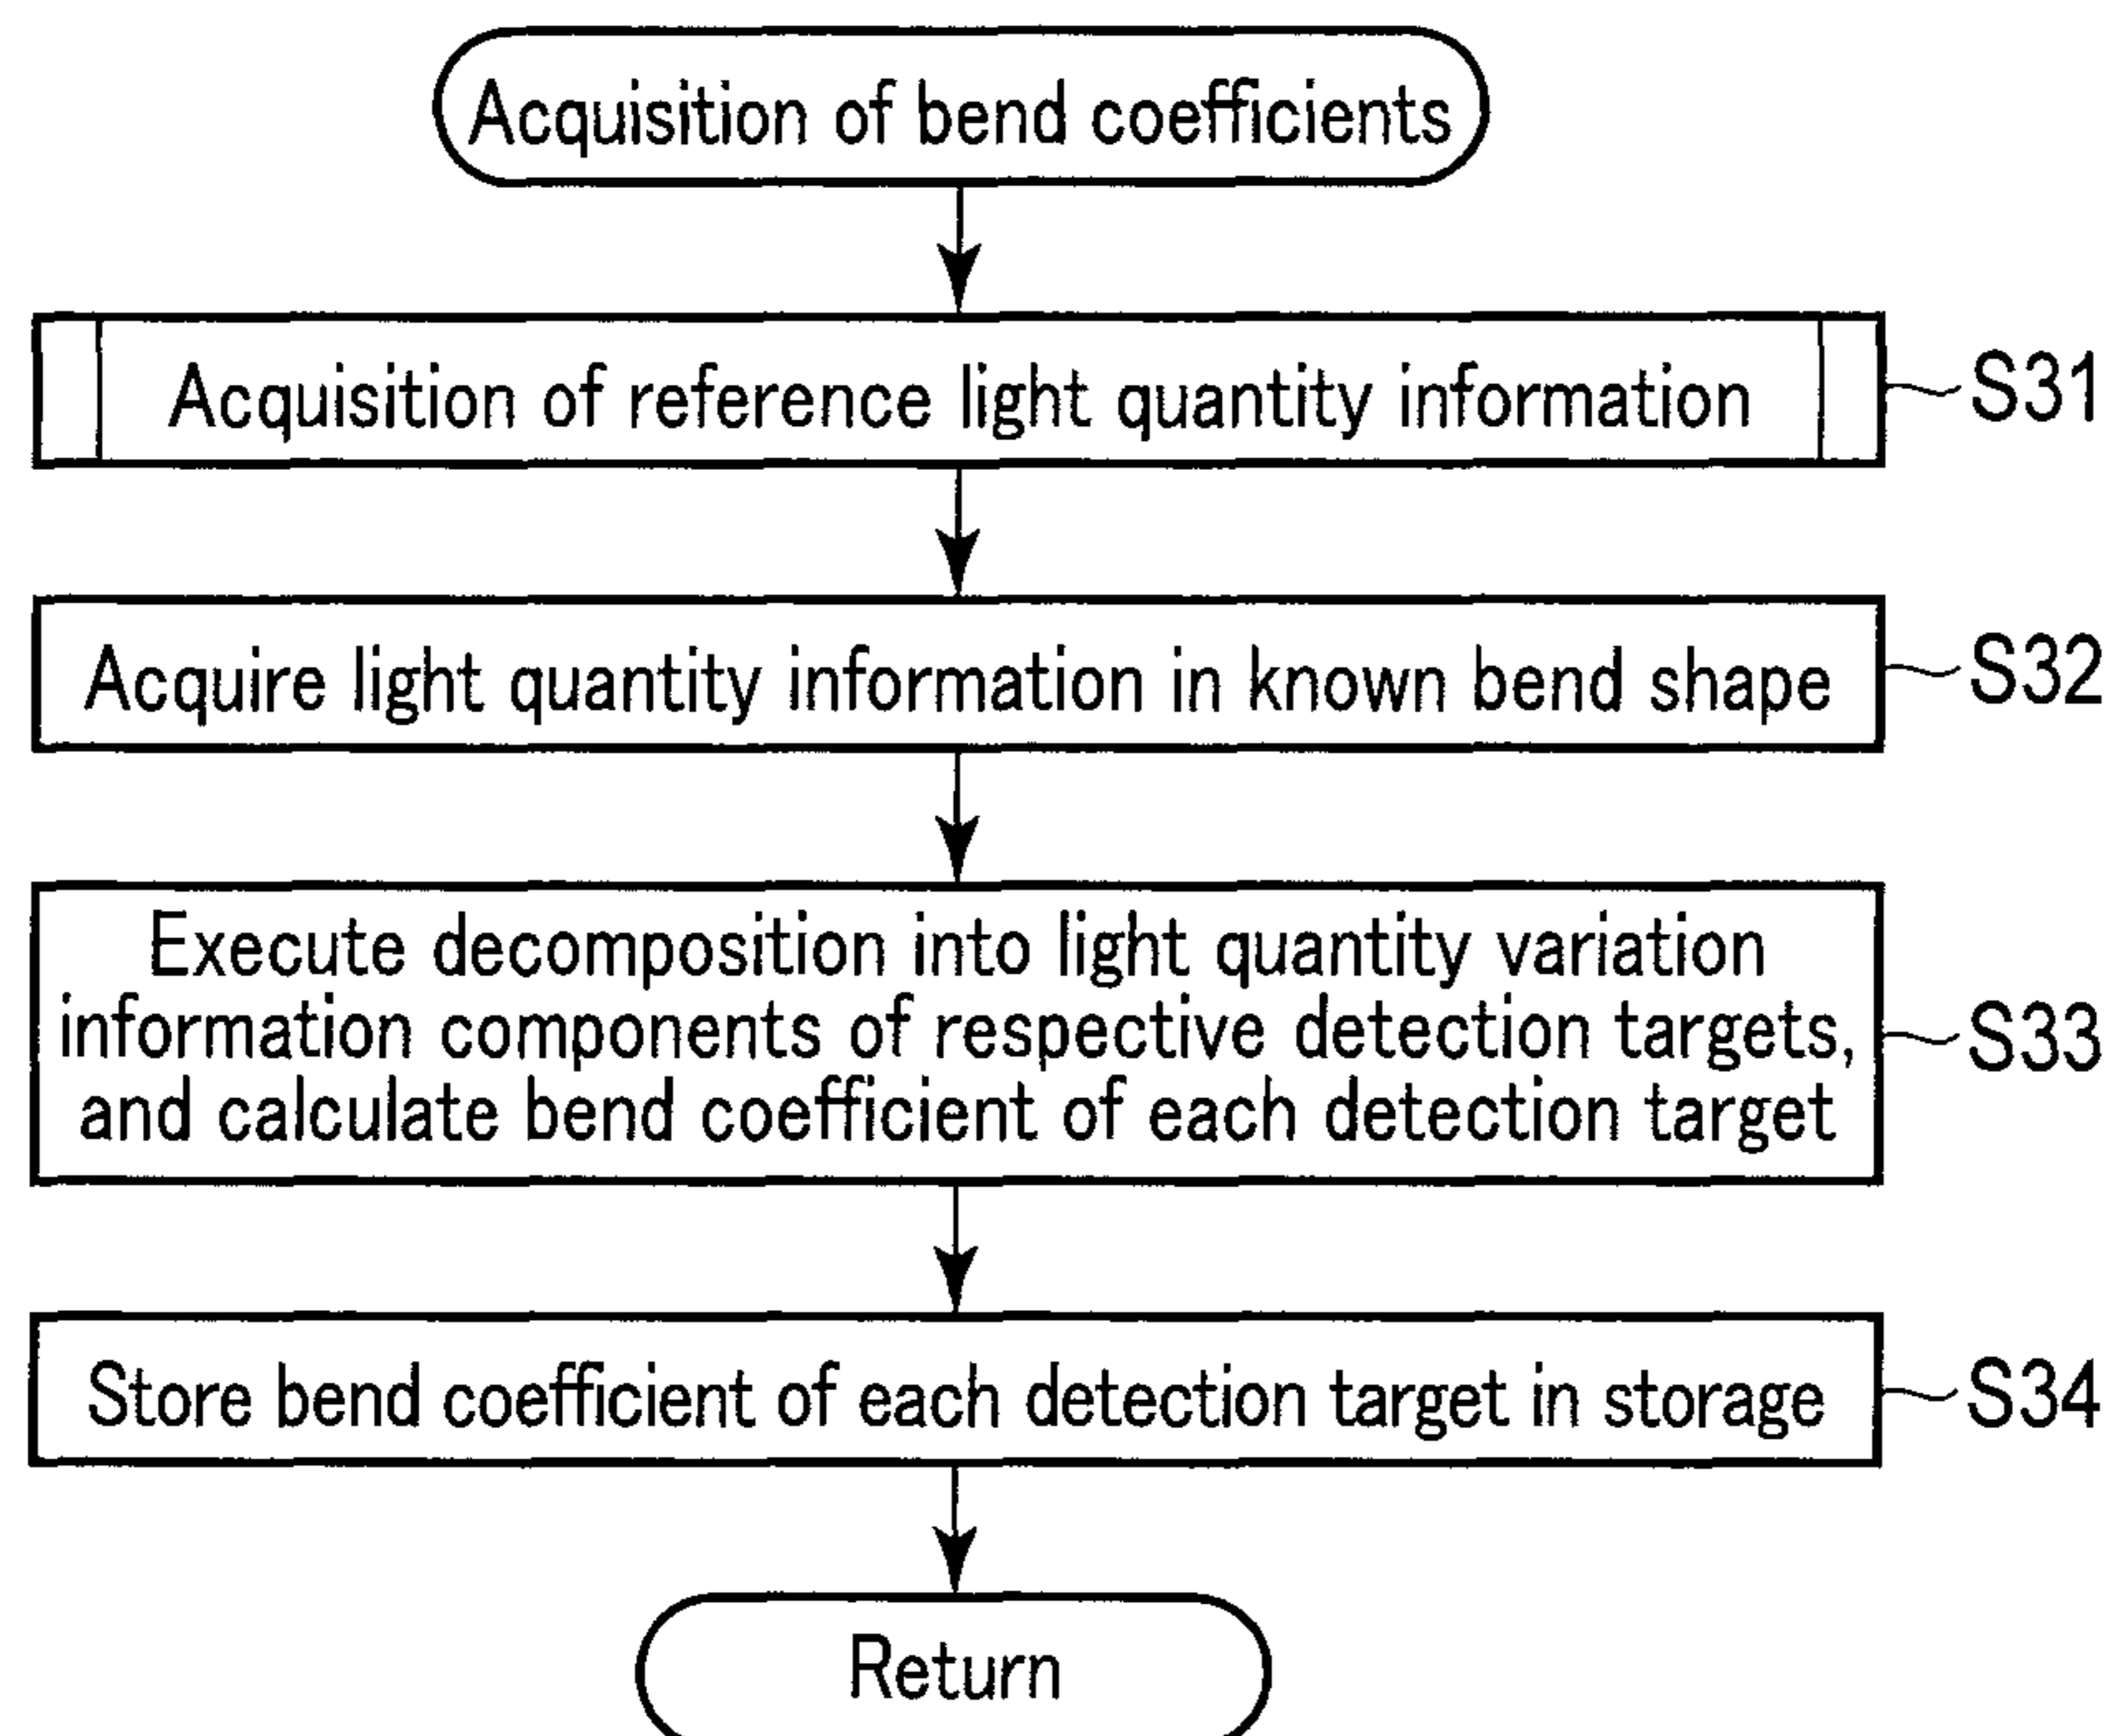 Acquisition of bend coefficients
Acquisition of reference light quantity information
S31
Acquire light quantity information in known bend shape
S32
Execute decomposition into light quantity variation
information components of respective detection targets,
and calculate bend coefficient of each detection target
S33
Store bend coefficient of each detection target in storage
S34
Return